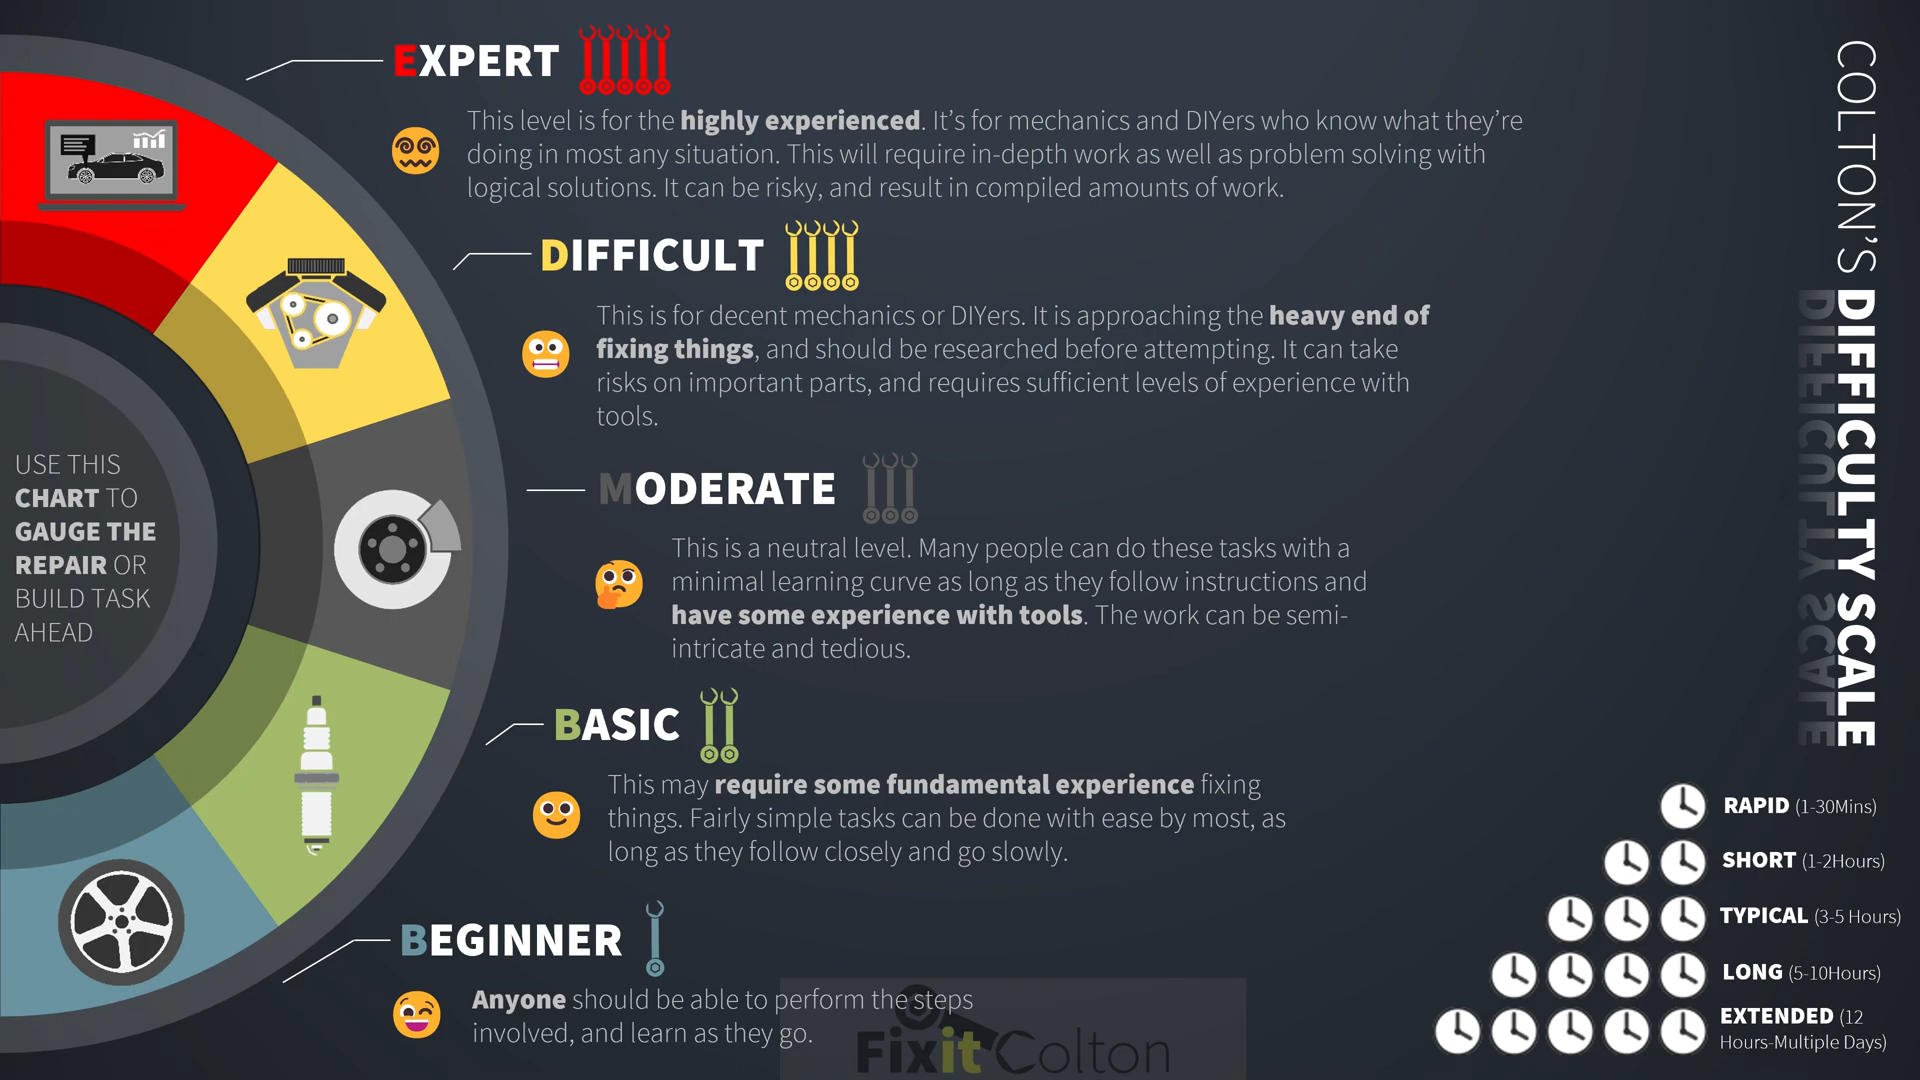 EXPERT
This level is for the highly experienced. It's for mechanics and DIYers who know what they're
doing in most any situation. This will require in-depth work as well as problem solving with
logical solutions. It can be risky, and result in compiled amounts of work.
DIFFICULT
This is for decent mechanics or DIYers. It is approaching the heavy end of
fixing things, and should be researched before attempting. It can take
risks on important parts, and requires sufficient levels of experience with
tools.
MODERATE
This is a neutral level. Many people can do these tasks with a
minimal learning curve as long as they follow instructions and
have some experience with tools. The work can be semi-
intricate and tedious.
BASIC
This may require some fundamental experience fixing
things. Fairly simple tasks can be done with ease by most, as
long as they follow closely and go slowly.
BEGINNER
Anyone should be able to perform the steps
involved, and learn as they go.
USE THIS
CHART TO
GAUGE THE
REPAIR OR
BUILD TASK
AHEAD
COLTON'S DIFFICULTY SCALE
RAPID (1-30Mins)
SHORT (1-2Hours)
TYPICAL (3-5 Hours)
LONG (5-10Hours)
EXTENDED (12
Hours-Multiple Days)
Fixit Colton